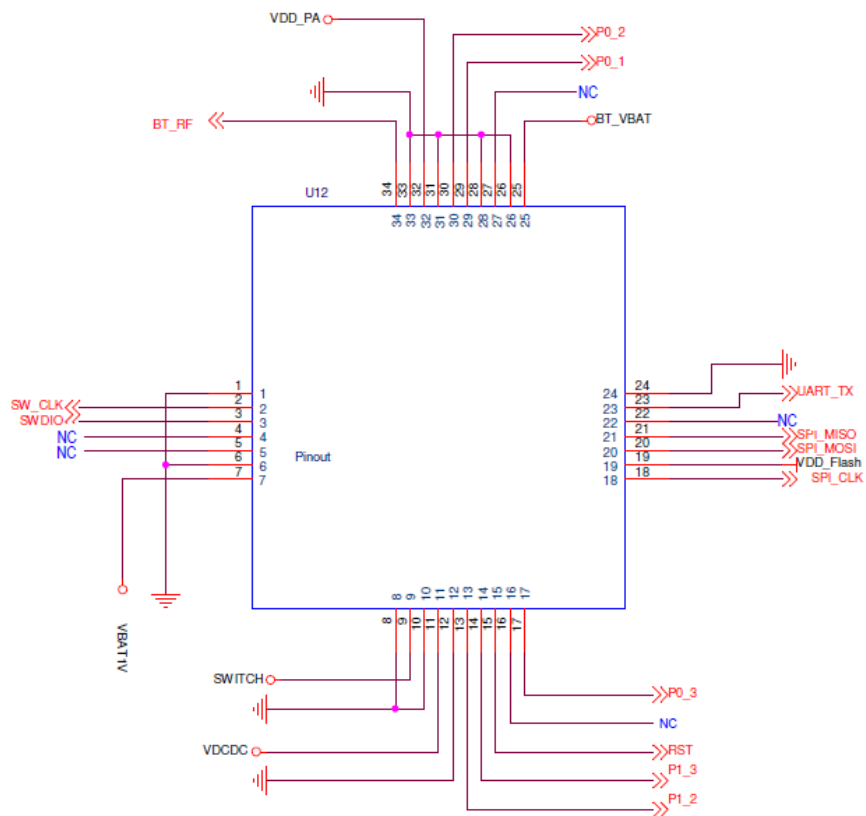 VDD_PA
P0_2
P0_1
NC
BT_RF
BT_VBAT
34 33 32 31 30 29 28 27 26 25
U12
34 33 32 31 30 29 28 27 26 25
1 1
SW_CLK 2 2
SWDIO 3 3
NC 4 4
NC 5 5
6 6
7 7
Pinout
24 24
23 23 UART_TX
22 22 NC
21 21 SPI_MISO
20 20 SPI_MOSI
19 19 VDD_Flash
18 18 SPI_CLK
VBAT1V
8 9 10 11 12 13 14 15 16 17
8 9 10 11 12 13 14 15 16 17
SWITCH
P0_3
NC
VDCDC
RST
P1_3
P1_2